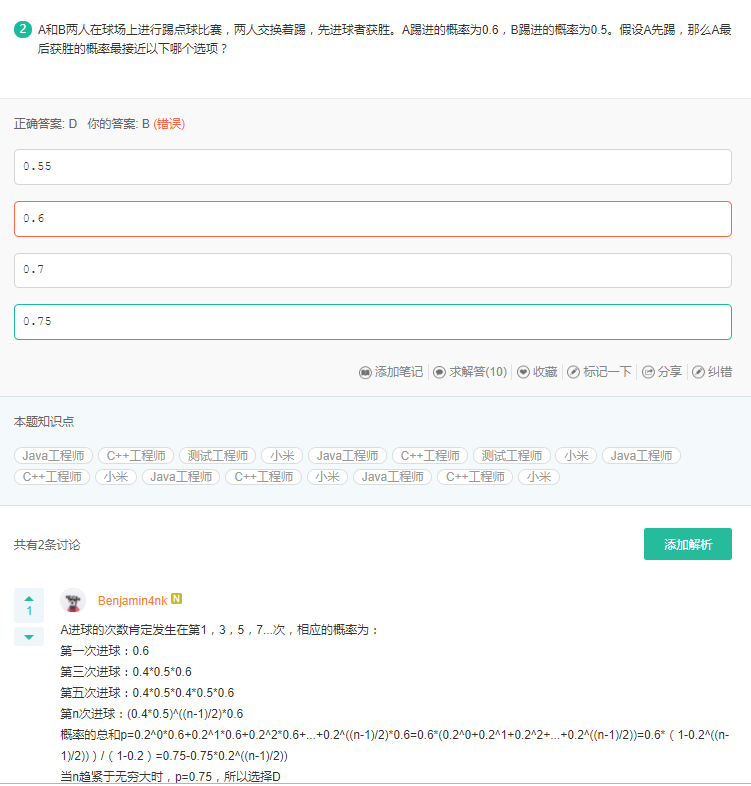 2 A和B两人在球场上进行踢点球比赛，两人交换着踢，先进球者获胜。A踢进的概率为0.6，B踢进的概率为0.5。假设A先踢，那么A最
后获胜的概率最接近以下哪个选项？
正确答案: D 你的答案: B (错误)
0.55
0.6
0.7
0.75
添加笔记 求解答(10) 收藏 标记一下 分享 纠错
本题知识点
Java工程师 C++工程师 测试工程师 小米 Java工程师 C++工程师 测试工程师 小米 Java工程师
C++工程师 小米 Java工程师 C++工程师 小米 Java工程师 C++工程师 小米
共有2条讨论 添加解析
1 Benjamin4nk N
A进球的次数肯定发生在第1，3，5，7...次，相应的概率为：
第一次进球：0.6
第三次进球：0.4*0.5*0.6
第五次进球：0.4*0.5*0.4*0.5*0.6
第n次进球：(0.4*0.5)^((n-1)/2)*0.6
概率的总和p=0.2^0*0.6+0.2^1*0.6+0.2^2*0.6+...+0.2^((n-1)/2)*0.6=0.6*(0.2^0+0.2^1+0.2^2+...+0.2^((n-1)/2))=0.6*（1-0.2^((n-
1)/2)）/（1-0.2）=0.75-0.75*0.2^((n-1)/2))
当n趋紧于无穷大时，p=0.75，所以选择D